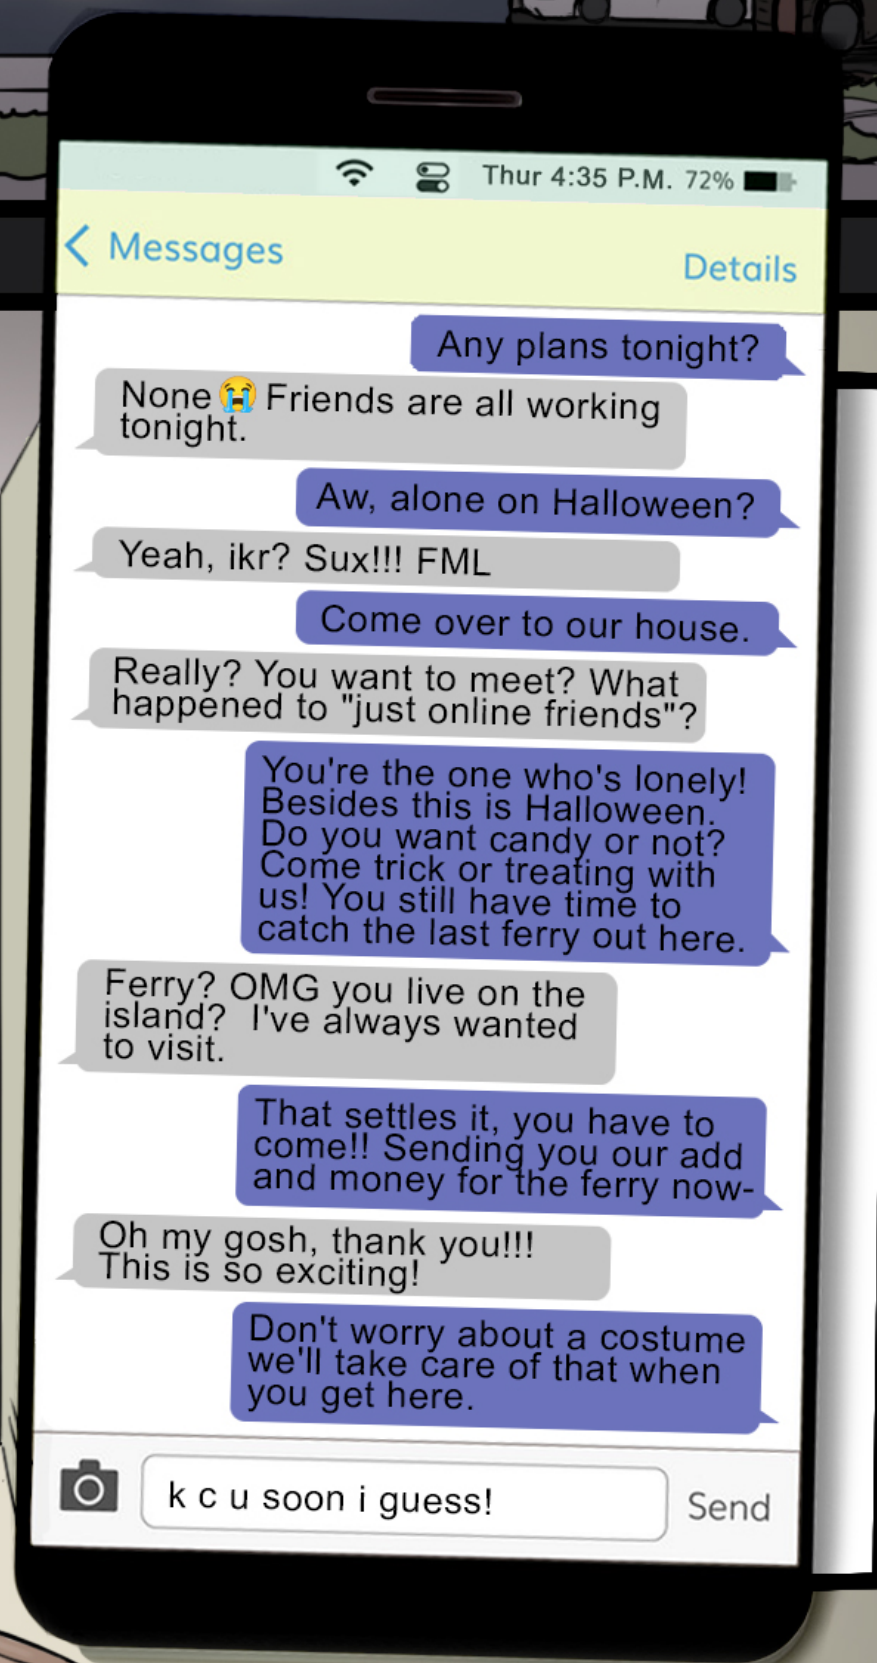 Thur 4:35 P.M. 72%
Messages
Details
Any plans tonight?
None😭 Friends are all working
tonight.
Aw, alone on Halloween?
Yeah, ikr? Sux!!! FML
Come over to our house.
Really? You want to meet? What
happened to "just online friends"?
You're the one who's lonely!
Besides this is Halloween.
Do you want candy or not?
Come trick or treating with
us! You still have time to
catch the last ferry out here.
Ferry? OMG you live on the
island?  I've always wanted
to visit.
That settles it, you have to
come!! Sending you our add
and money for the ferry now-
Oh my gosh, thank you!!!
This is so exciting!
Don't worry about a costume
we'll take care of that when
you get here.
k c u soon i guess!
Send